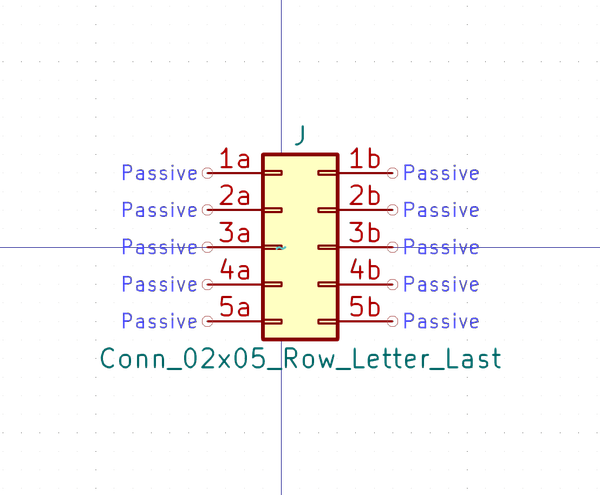 J
Passive 1a 1b Passive
Passive 2a 2b Passive
Passive 3a 3b Passive
Passive 4a 4b Passive
Passive 5a 5b Passive
Conn_02x05_Row_Letter_Last